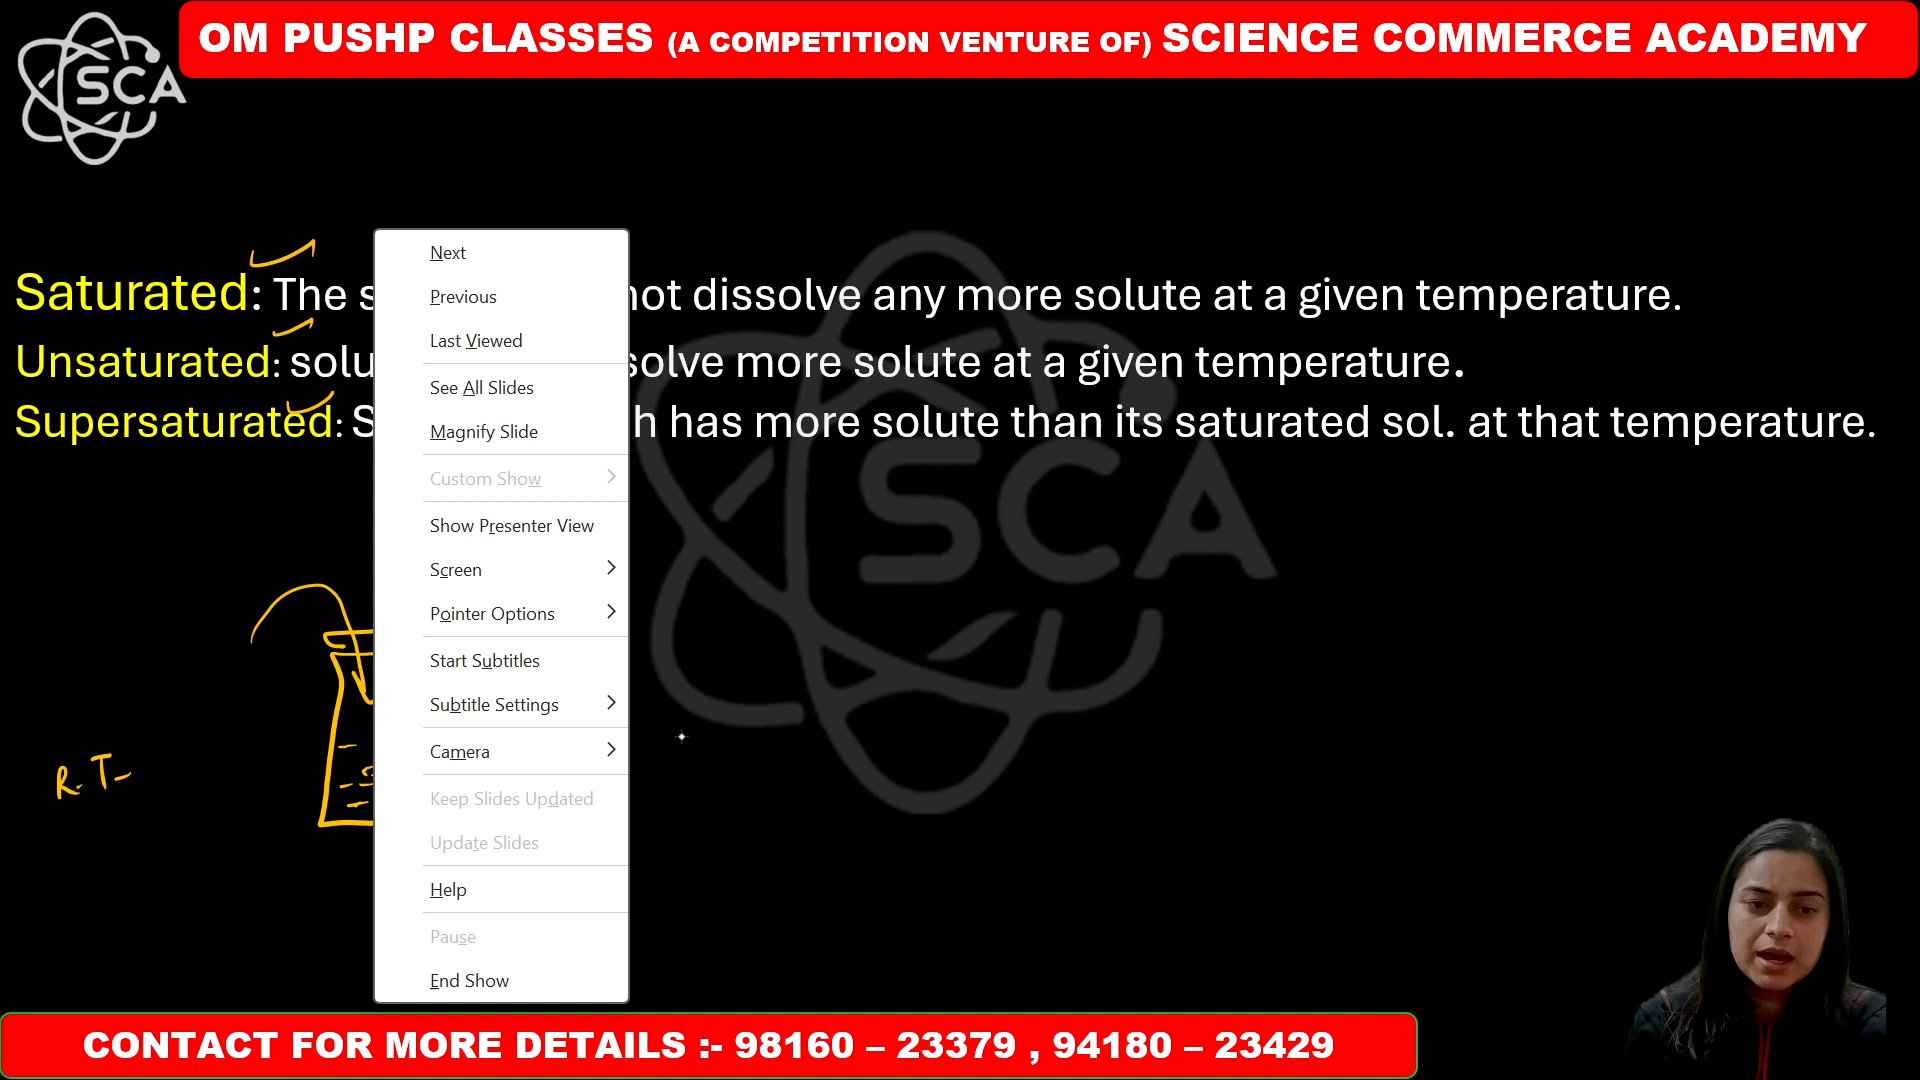 OM PUSHP CLASSES (A COMPETITION VENTURE OF) SCIENCE COMMERCE ACADEMY
SCA
Saturated: The s not dissolve any more solute at a given temperature.
Unsaturated: solu solve more solute at a given temperature.
Supersaturated: S h has more solute than its saturated sol. at that temperature.
Next
Previous
Last Viewed
See All Slides
Magnify Slide
Custom Show
Show Presenter View
Screen
Pointer Options
Start Subtitles
Subtitle Settings
Camera
Keep Slides Updated
Update Slides
Help
Pause
End Show
SCA
R.T-
CONTACT FOR MORE DETAILS :- 98160 – 23379 , 94180 – 23429